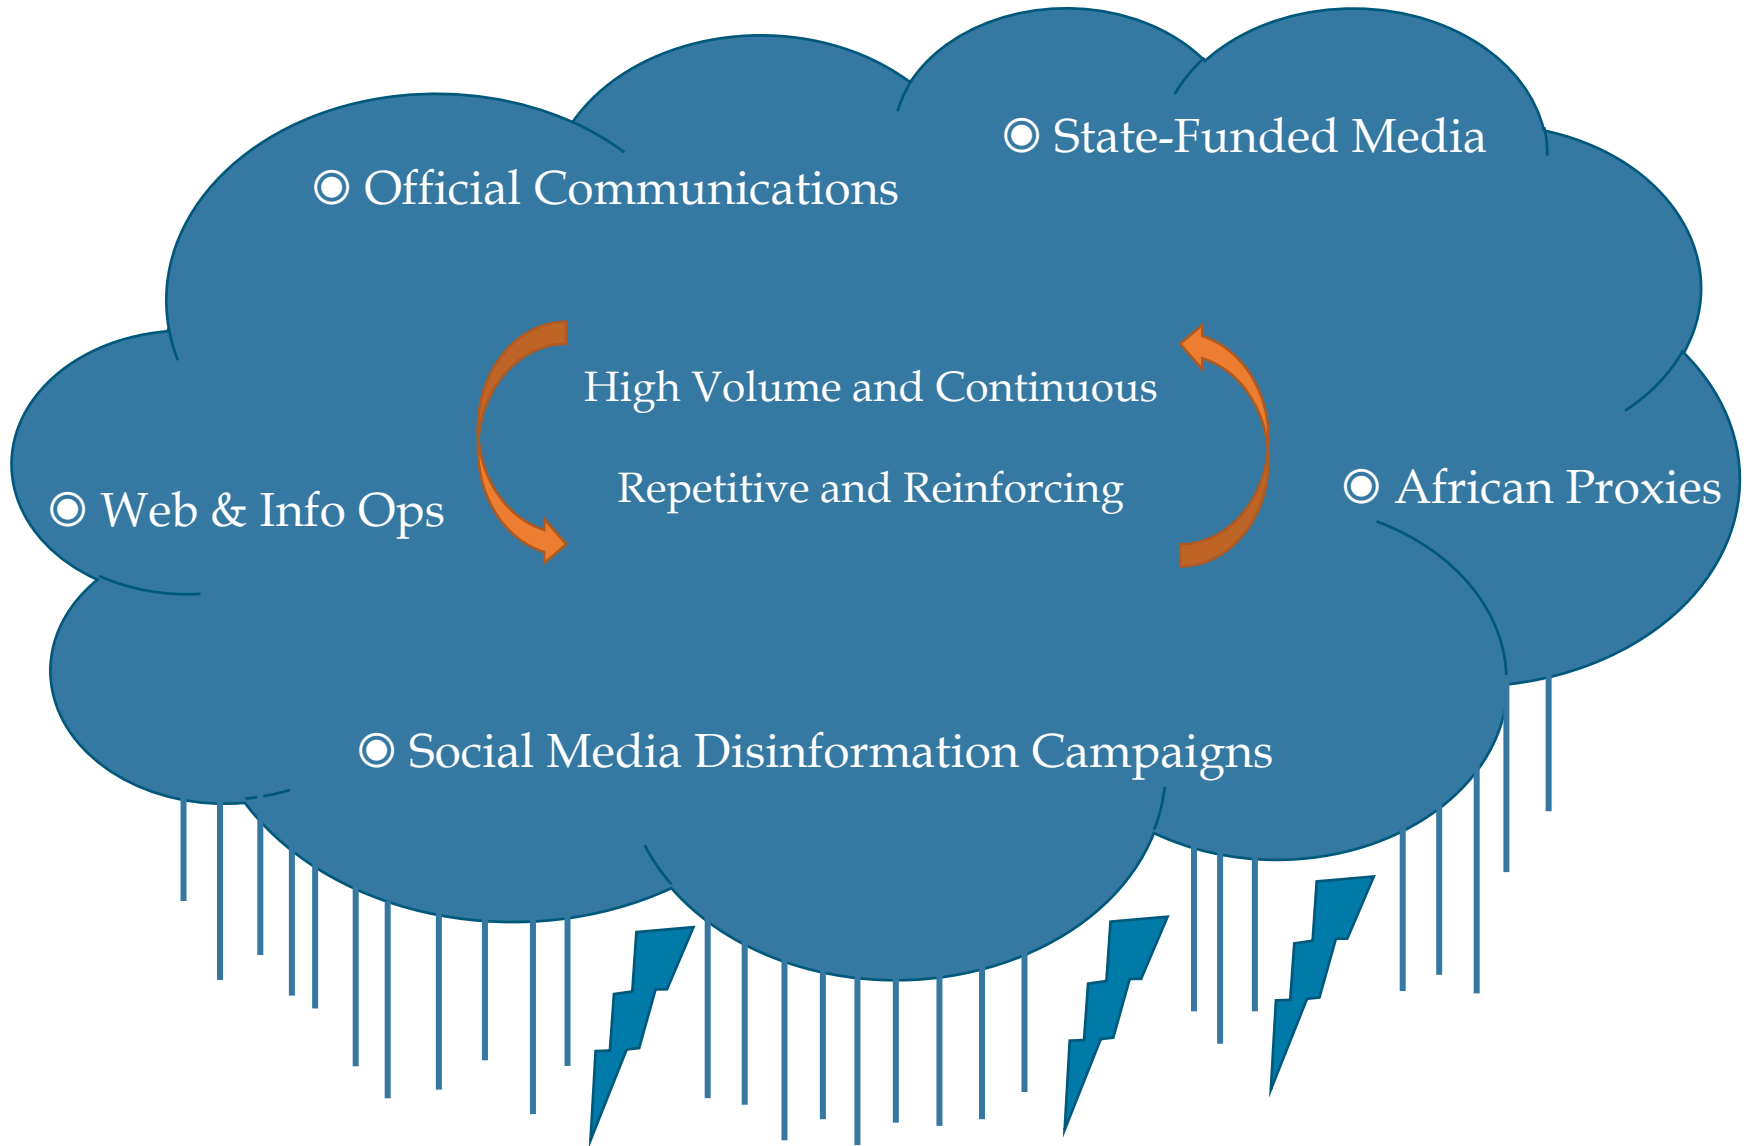 ◉ State-Funded Media
◉ Official Communications
High Volume and Continuous
Repetitive and Reinforcing
◉ African Proxies
◉ Web & Info Ops
◉ Social Media Disinformation Campaigns